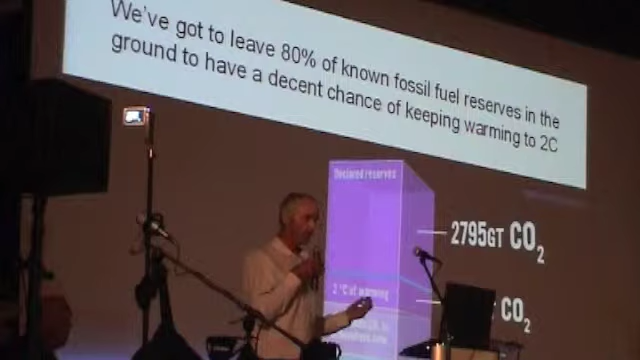 We've got to leave 80% of known fossil fuel reserves in the
ground to have a decent chance of keeping warming to 2C
Declared reserves
2795GT CO2
2 °C of warming
CO2